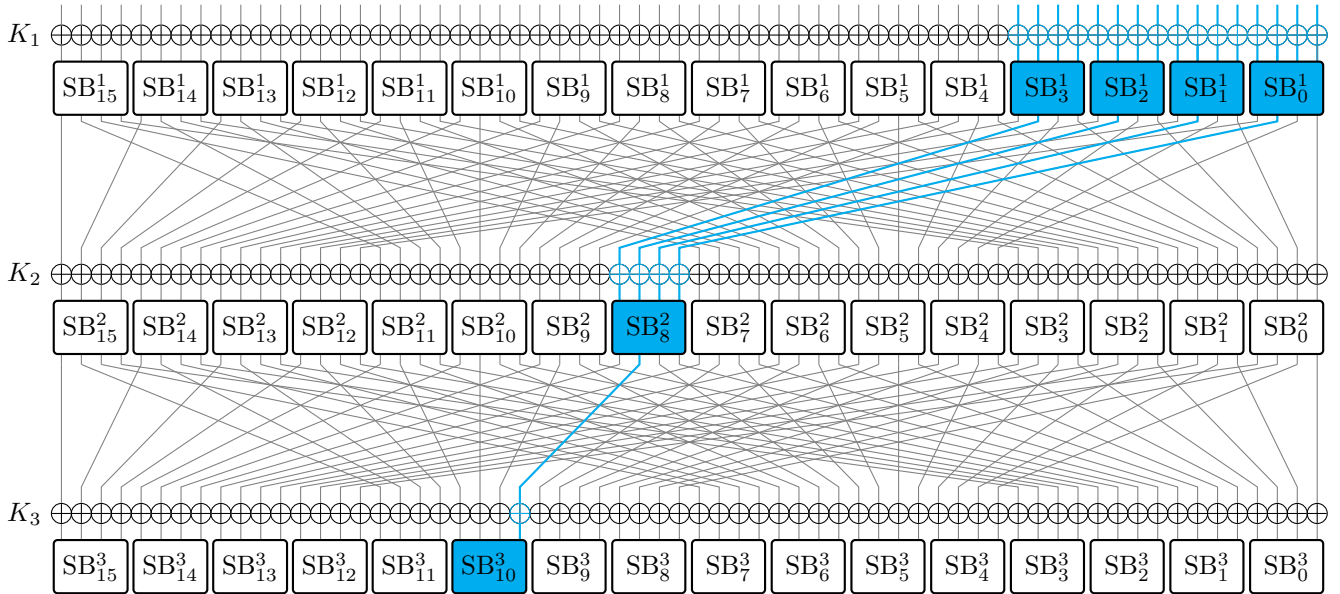 K₁
SB¹₁₅ SB¹₁₄ SB¹₁₃ SB¹₁₂ SB¹₁₁ SB¹₁₀ SB¹₉ SB¹₈ SB¹₇ SB¹₆ SB¹₅ SB¹₄ SB¹₃ SB¹₂ SB¹₁ SB¹₀
K₂
SB²₁₅ SB²₁₄ SB²₁₃ SB²₁₂ SB²₁₁ SB²₁₀ SB²₉ SB²₈ SB²₇ SB²₆ SB²₅ SB²₄ SB²₃ SB²₂ SB²₁ SB²₀
K₃
SB³₁₅ SB³₁₄ SB³₁₃ SB³₁₂ SB³₁₁ SB³₁₀ SB³₉ SB³₈ SB³₇ SB³₆ SB³₅ SB³₄ SB³₃ SB³₂ SB³₁ SB³₀